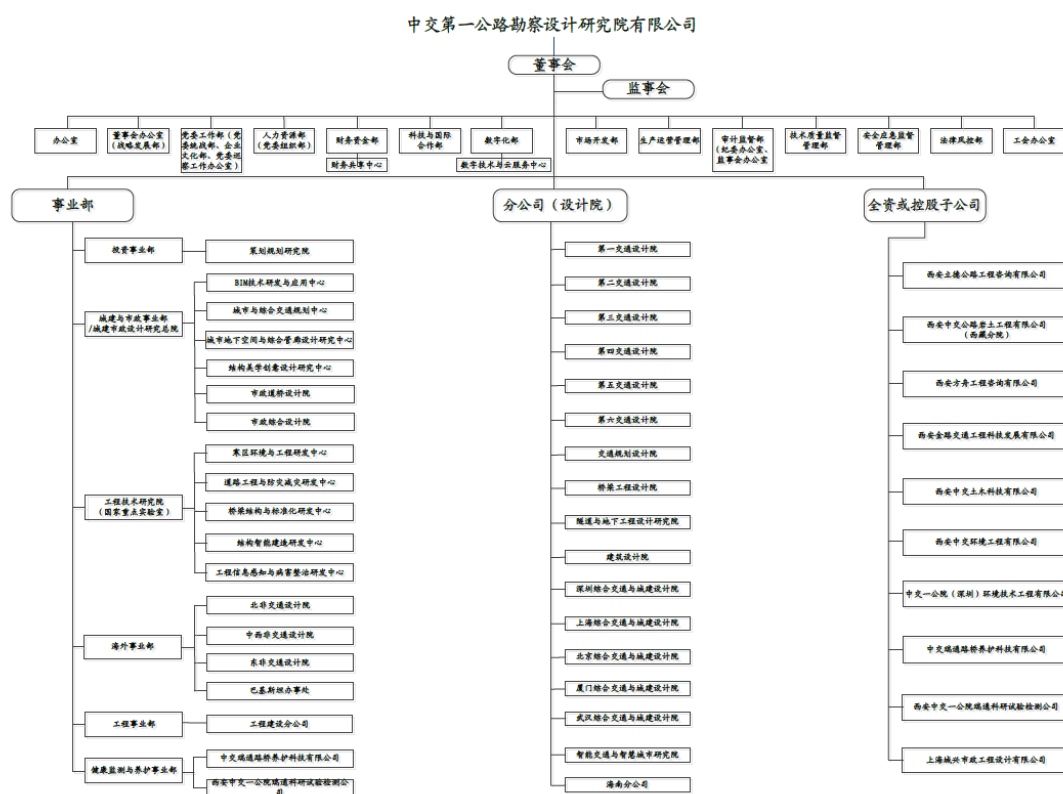 中交第一公路勘察设计研究院有限公司
董事会
监事会
办公室
董事会办公室
(战略发展部)
党委工作部(党
委统战部、企业
文化部、党委巡
察工作办公室)
人力资源部
(党委组织部)
财务资金部
财务共享中心
科技与国际
合作部
数字化部
数字技术与云服务中心
市场开发部
生产运营管理部
审计监督部
(纪委办公室、
监事会办公室
技术质量监督
管理部
安全应急监督
管理部
法律风控部
工会办公室
事业部
投资事业部
策划规划研究院
城建与市政事业部
/城建市政设计研究总院
BIM技术研发与应用中心
城市与综合交通规划中心
城市地下空间与综合管廊设计研究中心
结构美学创意设计研究中心
市政道桥设计院
市政综合设计院
工程技术研究院
(国家重点实验室)
寒区环境与工程研发中心
道路工程与防灾减灾研发中心
桥梁结构与标准化研发中心
结构智能建造研发中心
工程信息感知与病害整治研发中心
海外事业部
北非交通设计院
中西非交通设计院
东非交通设计院
巴基斯坦办事处
工程事业部
工程建设分公司
健康监测与养护事业部
中交瑞通路桥养护科技有限公司
西安中交一公院瑞通科研试验检测公
司
分公司(设计院)
第一交通设计院
第二交通设计院
第三交通设计院
第四交通设计院
第五交通设计院
第六交通设计院
交通规划设计院
桥梁工程设计院
隧道与地下工程设计研究院
建筑设计院
深圳综合交通与城建设计院
上海综合交通与城建设计院
北京综合交通与城建设计院
厦门综合交通与城建设计院
武汉综合交通与城建设计院
智能交通与智慧城市研究院
海南分公司
全资或控股子公司
西安立德公路工程咨询有限公司
西安中交公路岩土工程有限公司
(西藏分院)
西安方舟工程咨询有限公司
西安金路交通工程科技发展有限公司
西安中交土木科技有限公司
西安中交环境工程有限公司
中交一公院(深圳)环境技术工程有限公司
中交瑞通路桥养护科技有限公司
西安中交一公院瑞通科研试验检测公司
上海城兴市政工程设计有限公司